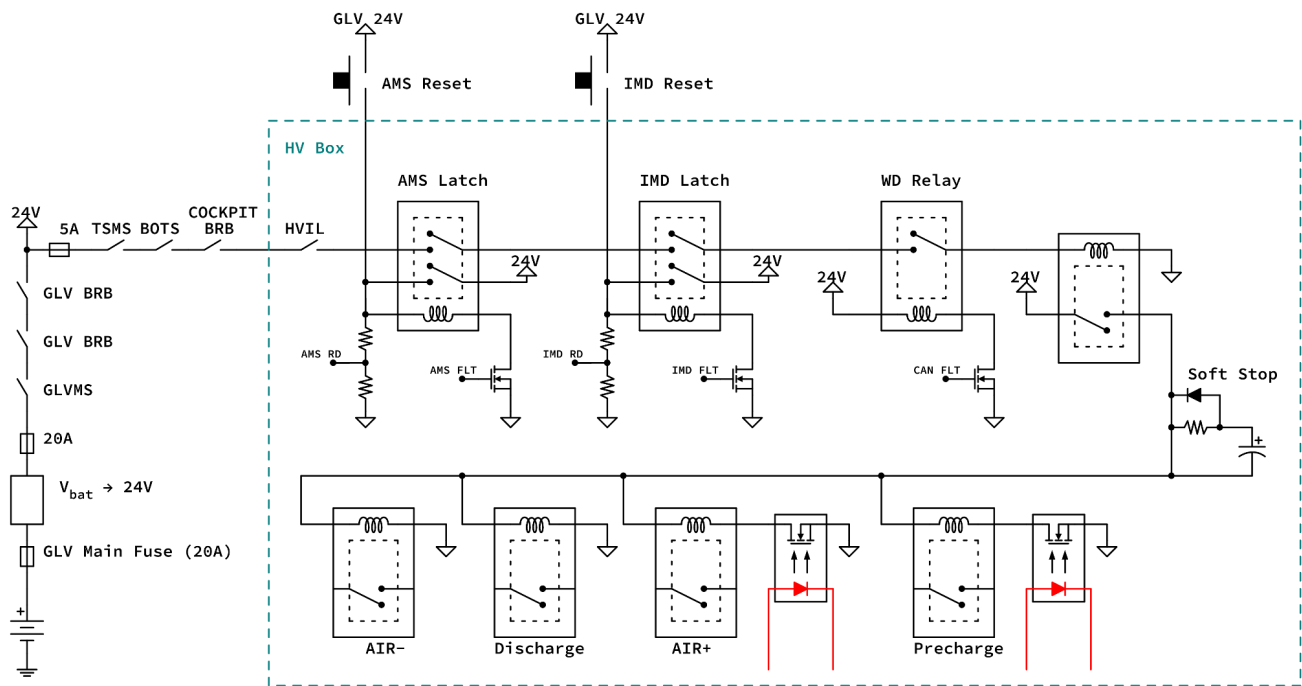 GLV 24V
GLV 24V
AMS Reset
IMD Reset
HV Box
AMS Latch
IMD Latch
WD Relay
24V
5A
TSMS
BOTS
COCKPIT
BRB
HVIL
24V
24V
24V
24V
GLV BRB
GLV BRB
GLVMS
AMS RD
AMS FLT
IMD RD
IMD FLT
CAN FLT
Soft Stop
20A
+
Vbat → 24V
GLV Main Fuse (20A)
+
AIR-
Discharge
AIR+
Precharge